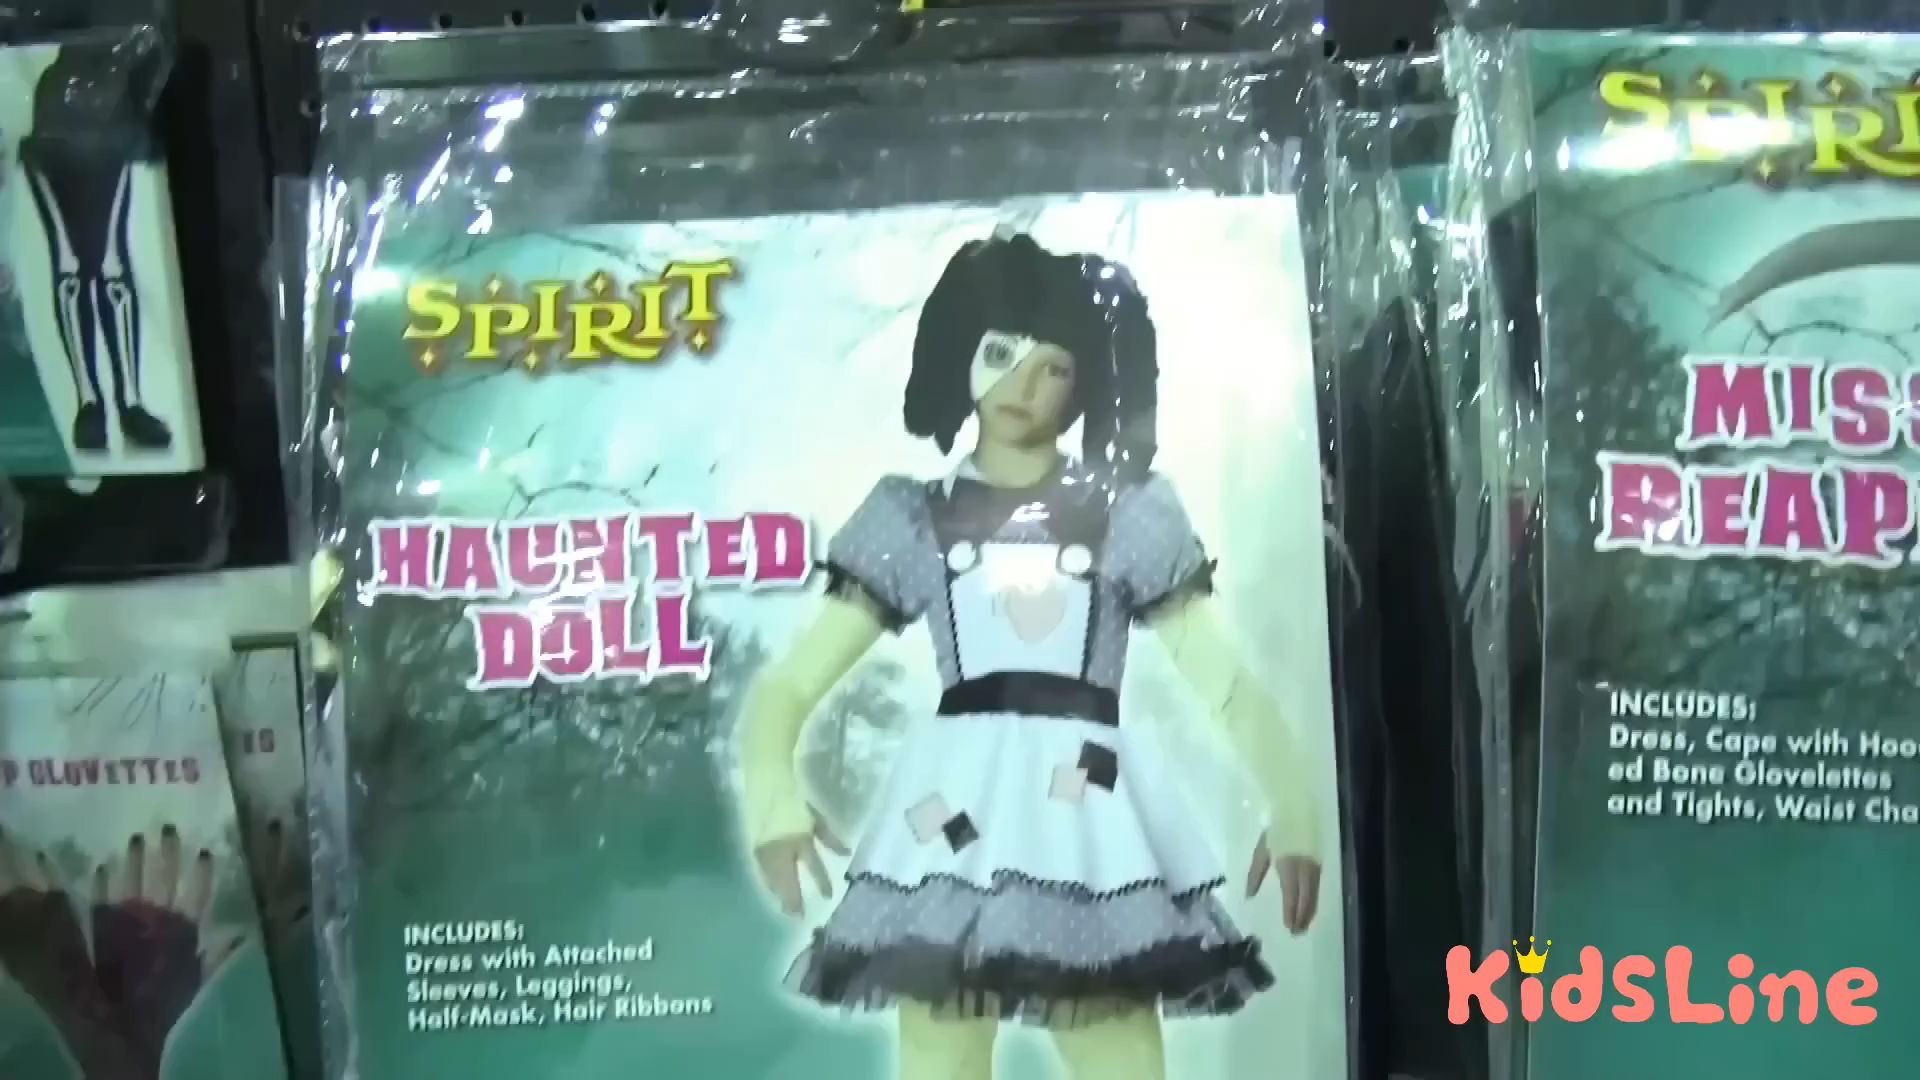 SPIRIT
HAUNTED
DOLL
INCLUDES:
Dress with Attached
Sleeves, Leggings,
Half-Mask, Hair Ribbons
MISS
REAP
INCLUDES:
Dress, Cape with Hoo
ed Bone Glovelettes
and Tights, Waist Cha
SPIRI
P GLOVETTES
KidsLine